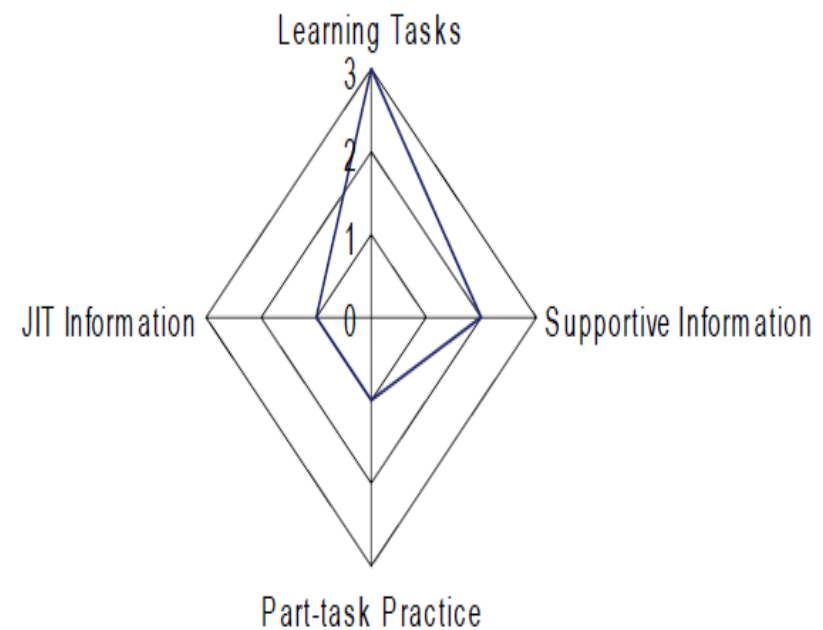 Learning Tasks
3
2
1
JIT Information 0 Supportive Information
Part-task Practice